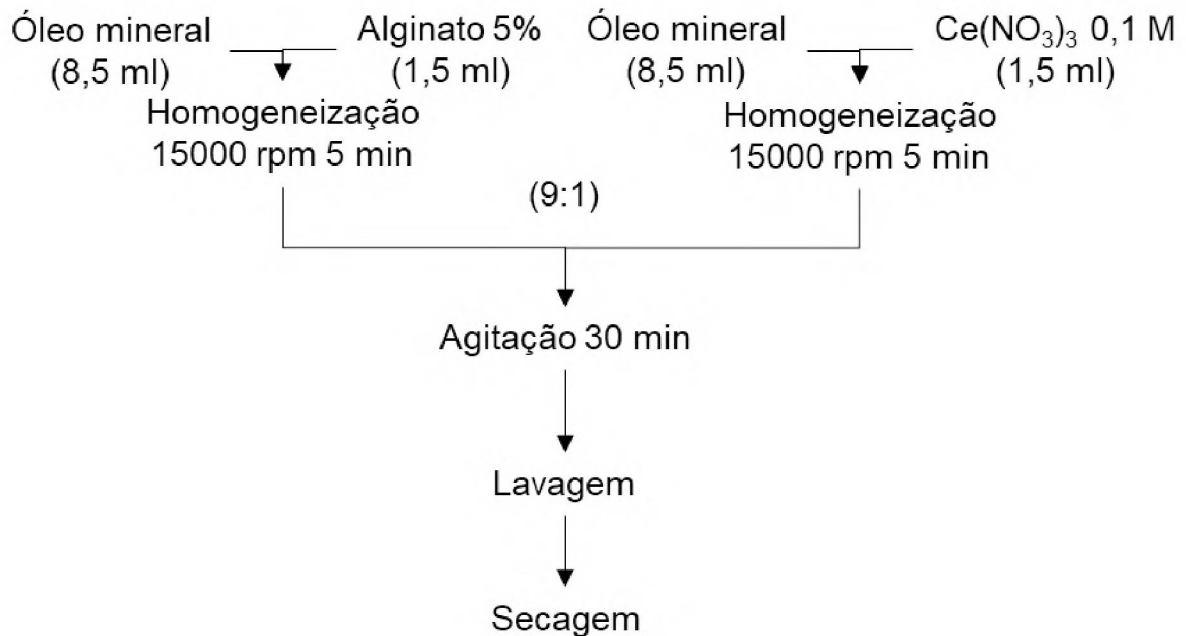 Óleo mineral
(8,5 ml)
Alginato 5%
(1,5 ml)
Óleo mineral
(8,5 ml)
Ce(NO₃)₃ 0,1 M
(1,5 ml)
Homogeneização
15000 rpm 5 min
Homogeneização
15000 rpm 5 min
(9:1)
Agitação 30 min
Lavagem
Secagem